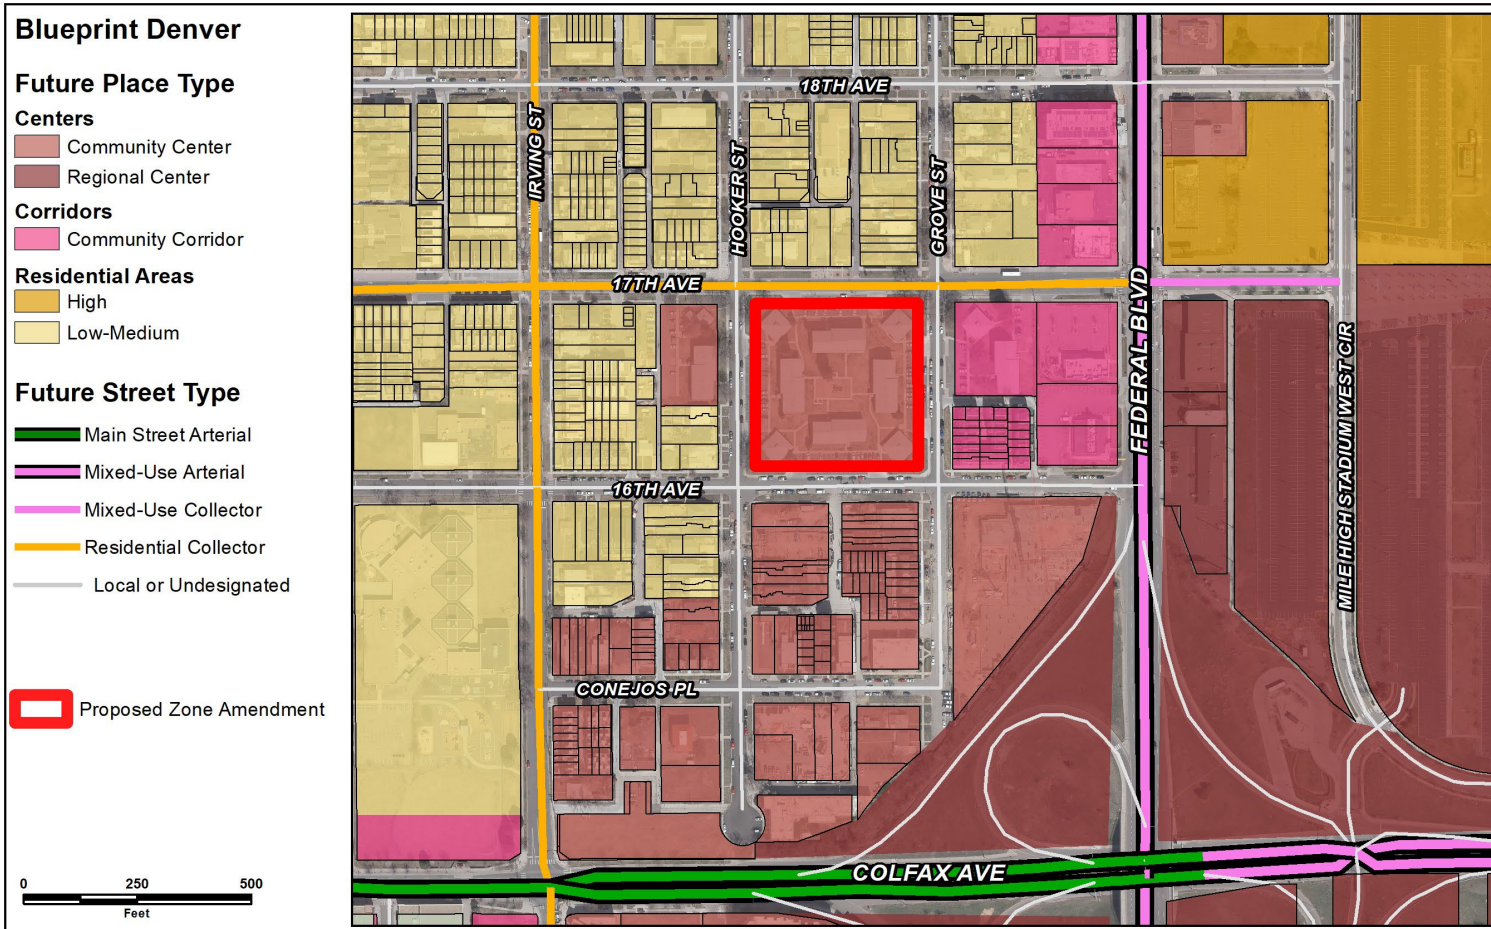 Blueprint Denver
Future Place Type
Centers
Community Center
Regional Center
Corridors
Community Corridor
Residential Areas
High
Low-Medium
Future Street Type
Main Street Arterial
Mixed-Use Arterial
Mixed-Use Collector
Residential Collector
Local or Undesignated
Proposed Zone Amendment
0 250 500
Feet
18TH AVE
IRVING ST
HOOKER ST
GROVE ST
17TH AVE
FEDERAL BLVD
MILE HIGH STADIUM WEST CIR
16TH AVE
CONEJOS PL
COLFAX AVE